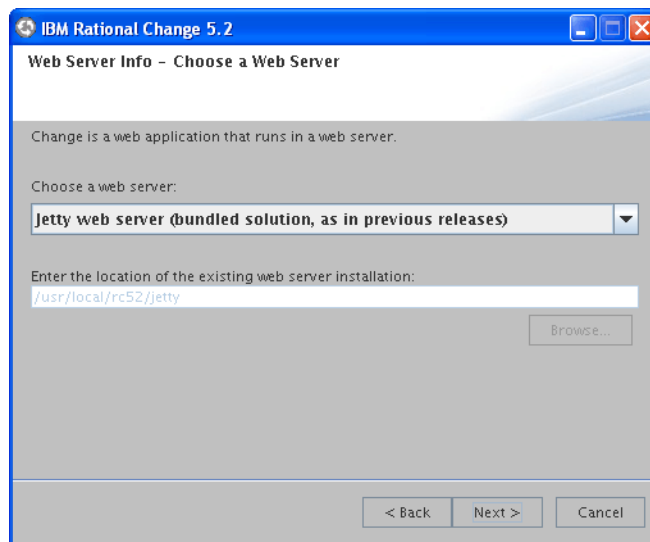 IBM Rational Change 5.2
Web Server Info - Choose a Web Server
Change is a web application that runs in a web server.
Choose a web server:
Jetty web server (bundled solution, as in previous releases)
Enter the location of the existing web server installation:
/usr/local/rc52/jetty
Browse...
< Back
Next >
Cancel